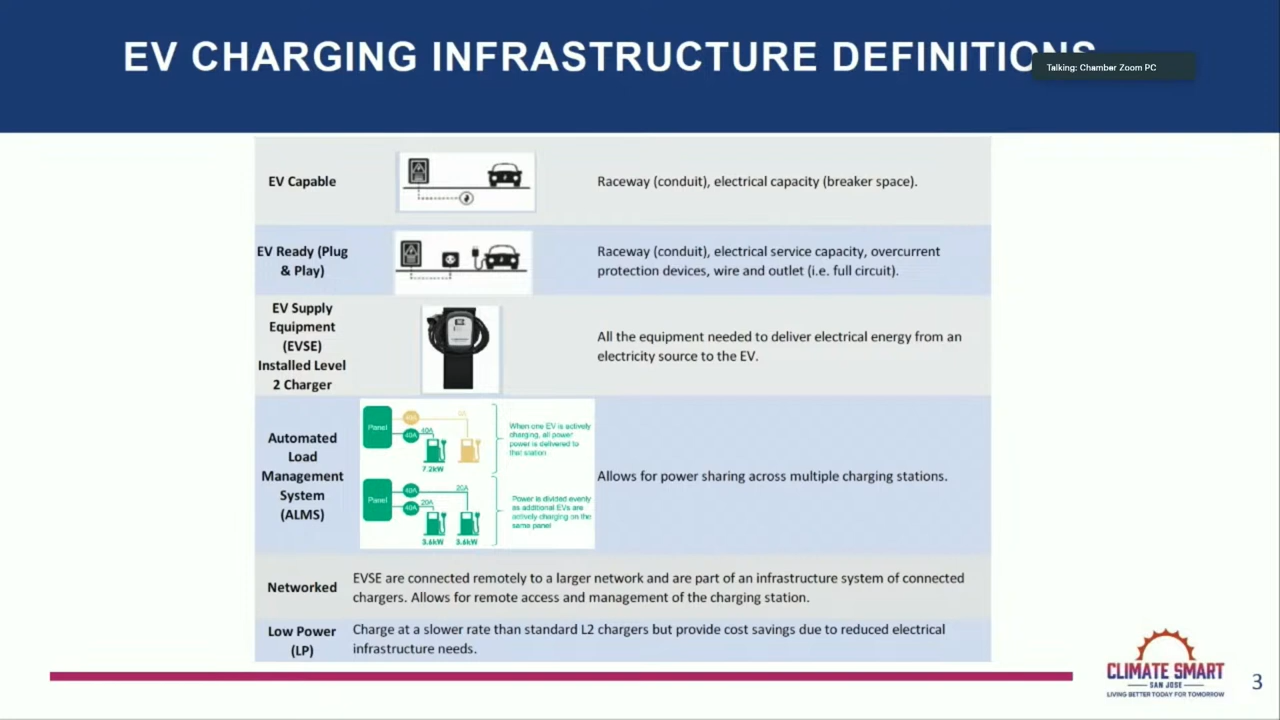 EV CHARGING INFRASTRUCTURE DEFINITIONS
Talking: Chamber Zoom PC
EV Capable
Raceway (conduit), electrical capacity (breaker space).
EV Ready (Plug
& Play)
Raceway (conduit), electrical service capacity, overcurrent
protection devices, wire and outlet (i.e. full circuit).
EV Supply
Equipment
(EVSE)
Installed Level
2 Charger
All the equipment needed to deliver electrical energy from an
electricity source to the EV.
Automated
Load
Management
System
(ALMS)
Panel
40A
40A
40A
0A
7.2kW
When one EV is actively
charging, all power
power is delivered to
that station
Panel
40A
40A
20A
20A
3.6kW
3.6kW
Power is divided evenly
as additional EVs are
actively charging on the
same panel
Allows for power sharing across multiple charging stations.
Networked
EVSE are connected remotely to a larger network and are part of an infrastructure system of connected
chargers. Allows for remote access and management of the charging station.
Low Power
(LP)
Charge at a slower rate than standard L2 chargers but provide cost savings due to reduced electrical
infrastructure needs.
CLIMATE SMART
SAN JOSE
LIVING BETTER TODAY FOR TOMORROW
3